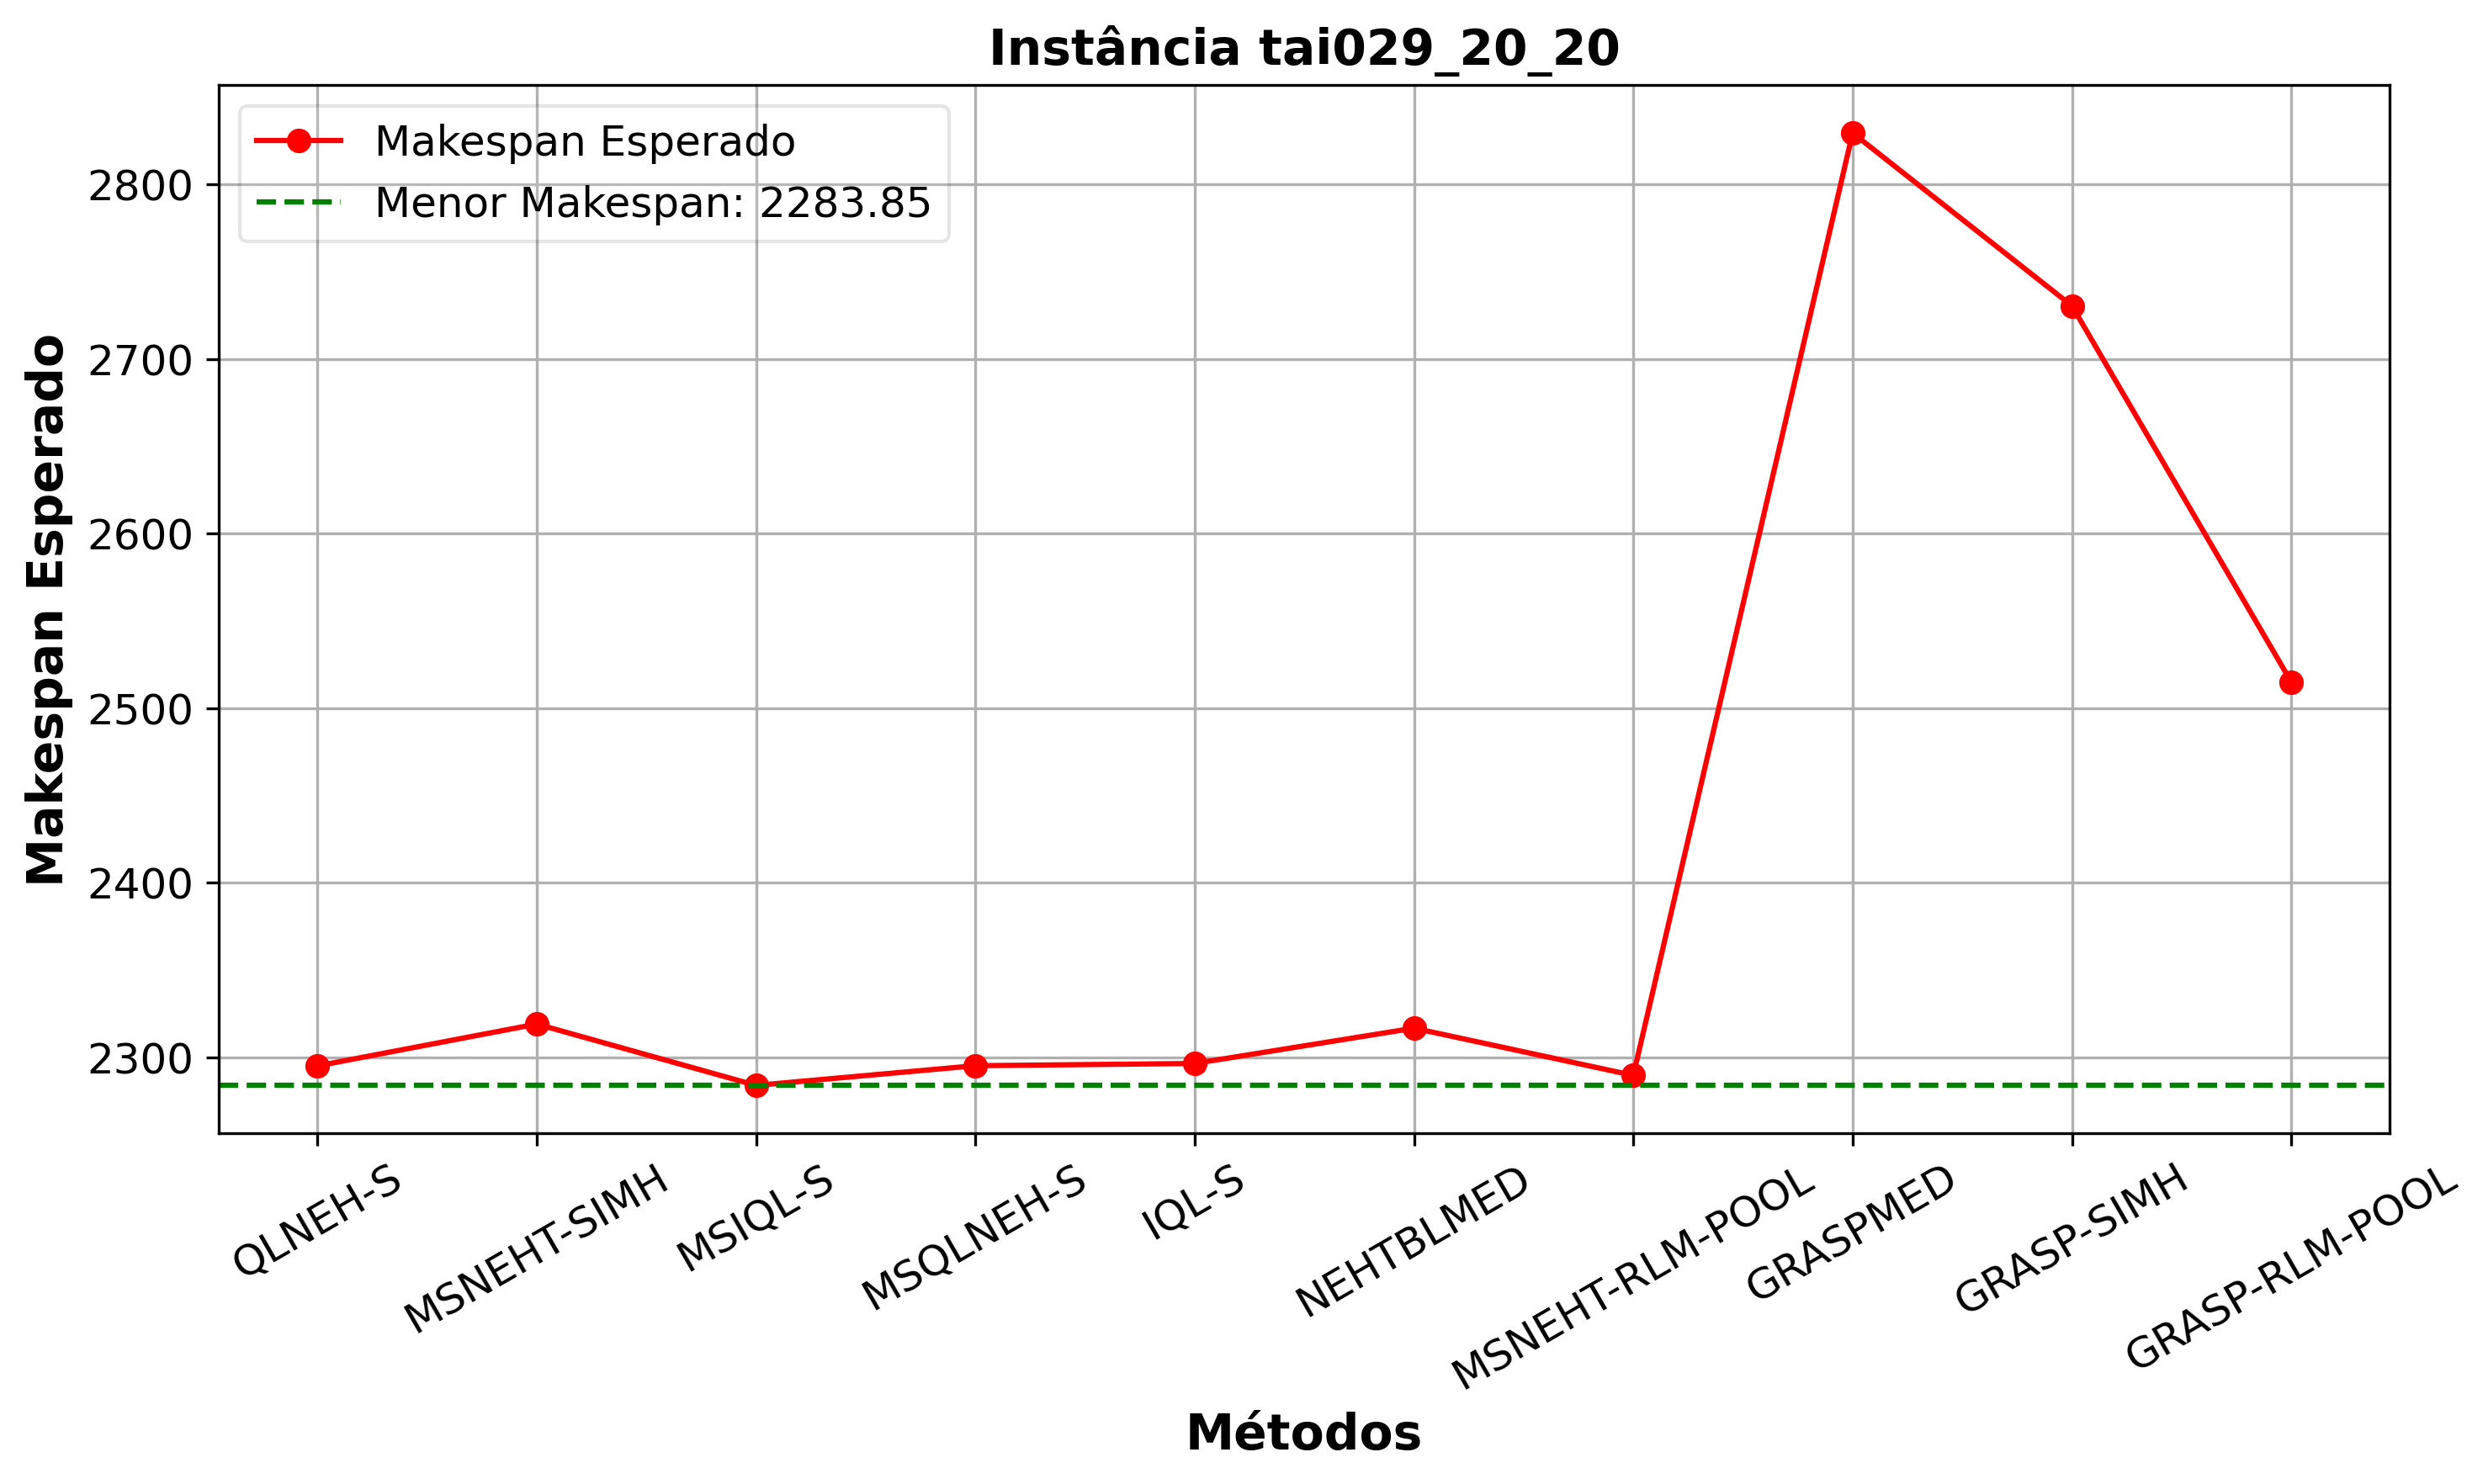 Instância tai029_20_20
Makespan Esperado
Menor Makespan: 2283.85
Makespan Esperado
2800
2700
2600
2500
2400
2300
QLNEH-S
MSNEHT-SIMH
MSIQL-S
MSQLNEH-S
IQL-S
NEHTBLMED
MSNEHT-RLM-POOL
GRASPMED
GRASP-SIMH
GRASP-RLM-POOL
Métodos